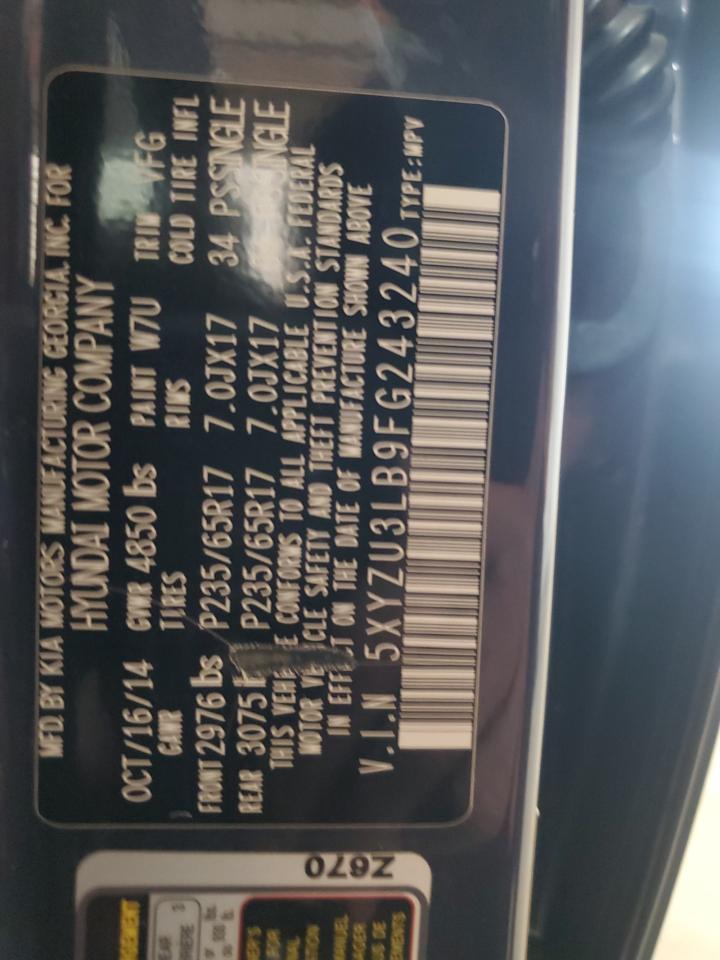 MFD. BY KIA MOTORS MANUFACTURING GEORGIA. INC. FOR
HYUNDAI MOTOR COMPANY
OCT/16/14 GVWR 4850 lbs PAINT W7U TRIM VFG
GAWR TIRES RIMS COLD TIRE INFL
FRONT 2976 lbs P235/65R17 7.0JX17 34 PSI SINGLE
REAR 3075 P235/65R17 7.0JX17 SINGLE
THIS CONFORMS TO ALL APPLICABLE U.S.A. FEDERAL
MOTOR VEHICLE SAFETY AND THEFT PREVENTION STANDARDS
IN EFFECT ON THE DATE OF MANUFACTURE SHOWN ABOVE
V.I.N 5XYZU3LB9FG243240 TYPE:MPV
Z670